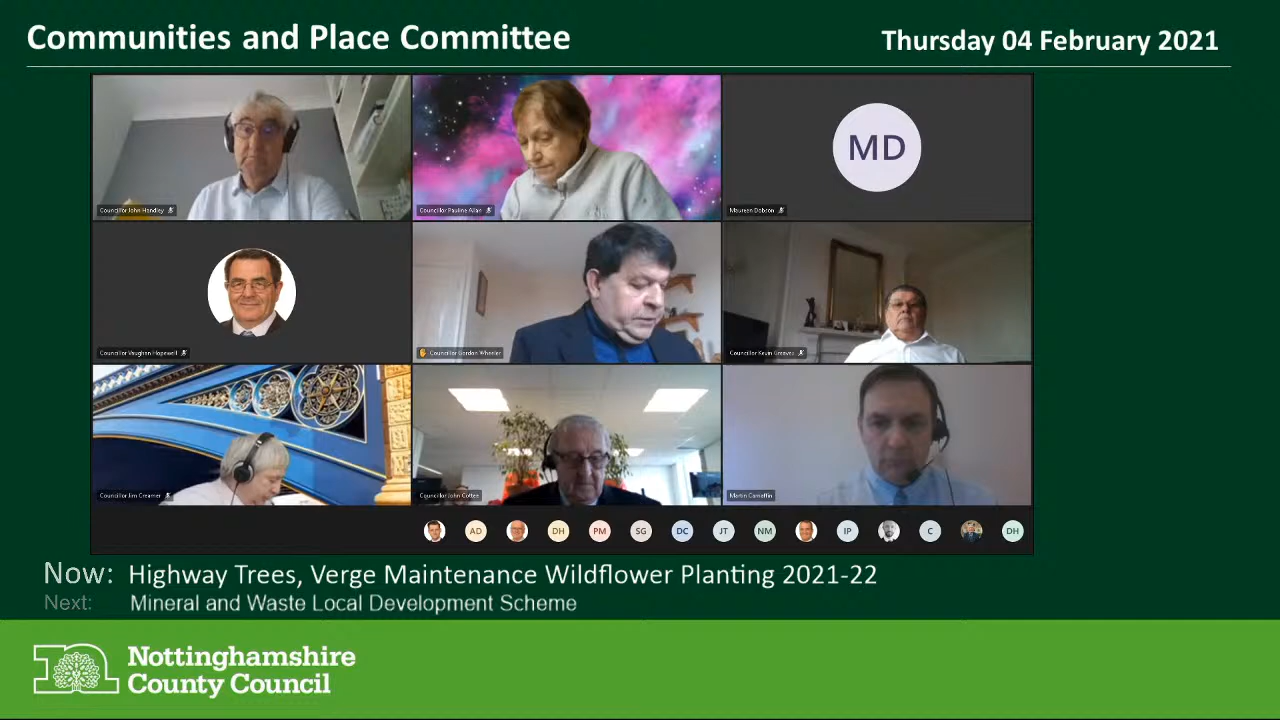 Communities and Place Committee
Thursday 04 February 2021
Councillor John Handley
Councillor Pauline Allan
MD
Maureen Dobson
Councillor Vaughan Hopewell
Councillor Gordon Wheeler
Councillor Kevin Greaves
Councillor Jim Creamer
Councillor John Cottee
Martin
AD
DH
PM
SG
DC
JT
NM
IP
C
DH
Now: Highway Trees, Verge Maintenance Wildflower Planting 2021-22
Next: Mineral and Waste Local Development Scheme
Nottinghamshire
County Council